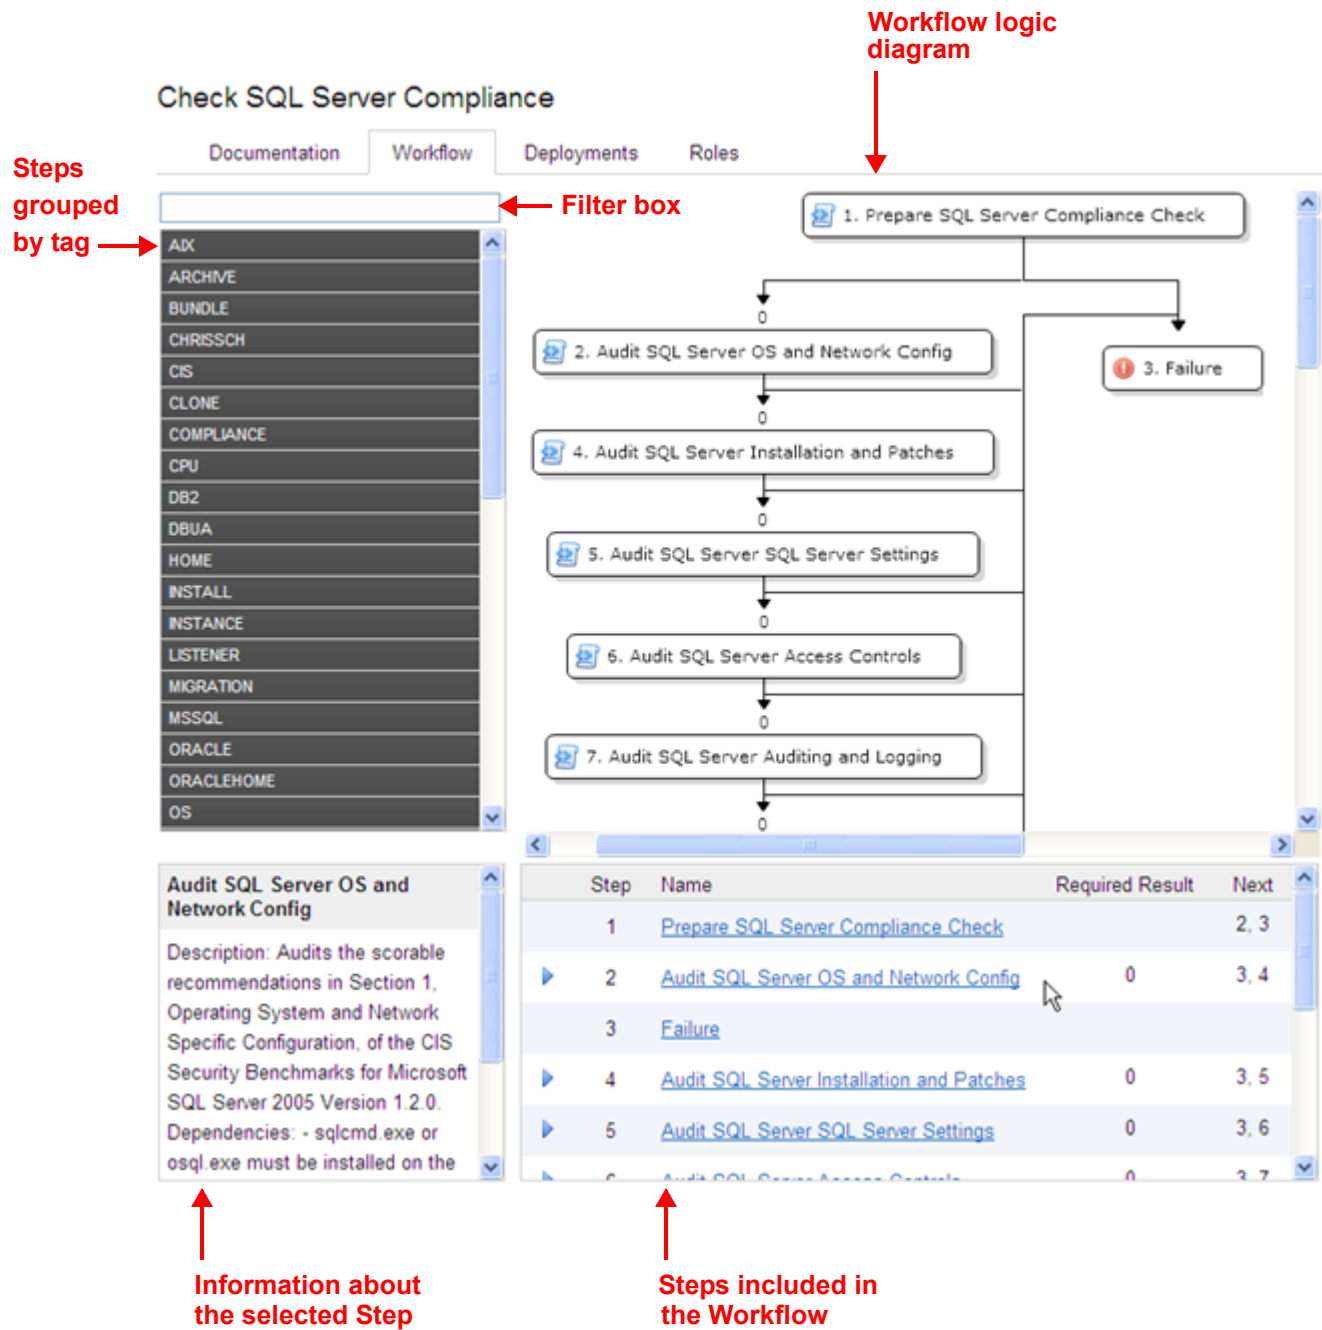 Workflow logic
diagram
Check SQL Server Compliance
Documentation
Workflow
Deployments
Roles
Steps
grouped
by tag
Filter box
AIX
ARCHIVE
BUNDLE
CHRISSCH
CIS
CLONE
COMPLIANCE
CPU
DB2
DBUA
HOME
INSTALL
INSTANCE
LISTENER
MIGRATION
MSSQL
ORACLE
ORACLEHOME
OS
1. Prepare SQL Server Compliance Check
0
2. Audit SQL Server OS and Network Config
3. Failure
0
4. Audit SQL Server Installation and Patches
0
5. Audit SQL Server SQL Server Settings
0
6. Audit SQL Server Access Controls
0
7. Audit SQL Server Auditing and Logging
0
Audit SQL Server OS and
Network Config
Description: Audits the scorable
recommendations in Section 1,
Operating System and Network
Specific Configuration, of the CIS
Security Benchmarks for Microsoft
SQL Server 2005 Version 1.2.0.
Dependencies: - sqlcmd.exe or
osql.exe must be installed on the
Step Name Required Result Next
1 Prepare SQL Server Compliance Check 2, 3
2 Audit SQL Server OS and Network Config 0 3, 4
3 Failure
4 Audit SQL Server Installation and Patches 0 3, 5
5 Audit SQL Server SQL Server Settings 0 3, 6
6 Audit SQL Server Access Controls 0 3, 7
Information about
the selected Step
Steps included in
the Workflow